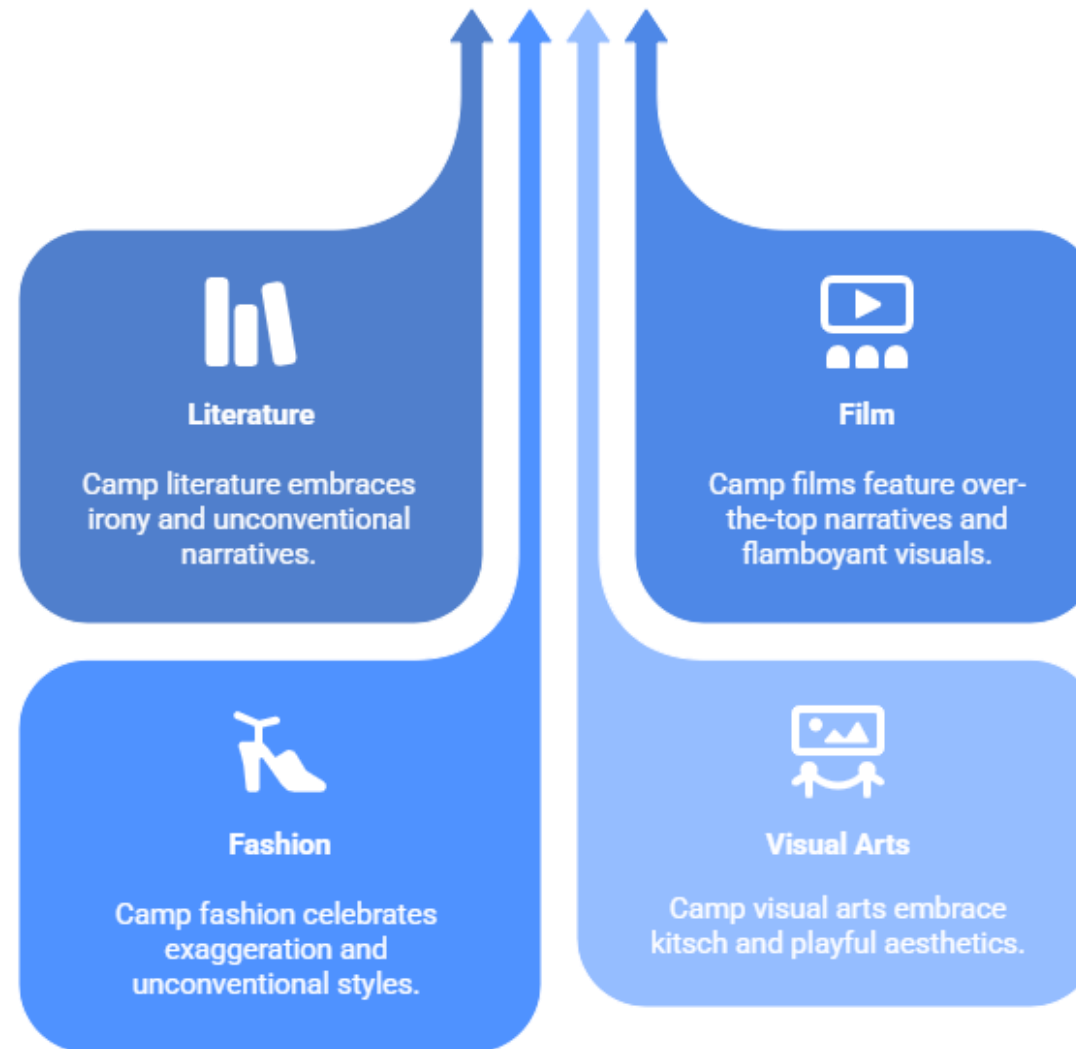 Literature
Camp literature embraces
irony and unconventional
narratives.
Film
Camp films feature over-
the-top narratives and
flamboyant visuals.
Fashion
Camp fashion celebrates
exaggeration and
unconventional styles.
Visual Arts
Camp visual arts embrace
kitsch and playful aesthetics.